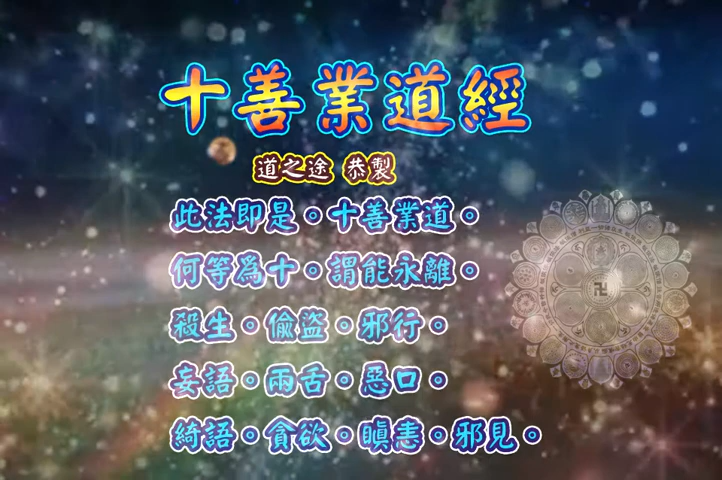 十善業道經
道之途 恭製
此法即是。十善業道。
何等為十。謂能永離。
殺生。偷盜。邪行。
妄語。兩舌。惡口。
綺語。貪欲。瞋恚。邪見。